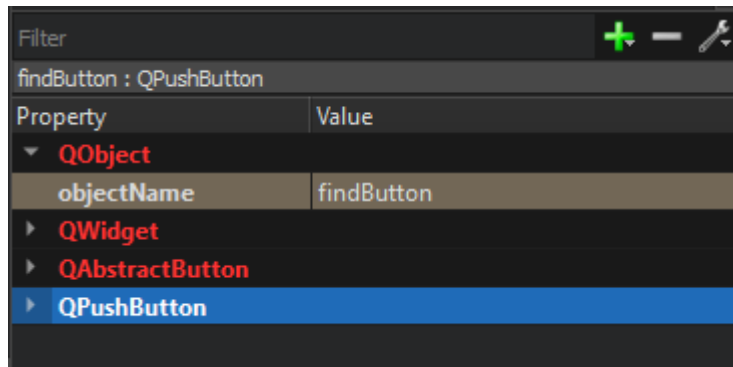 Filter
findButton : QPushButton
Property Value
QObject
objectName findButton
QWidget
QAbstractButton
QPushButton